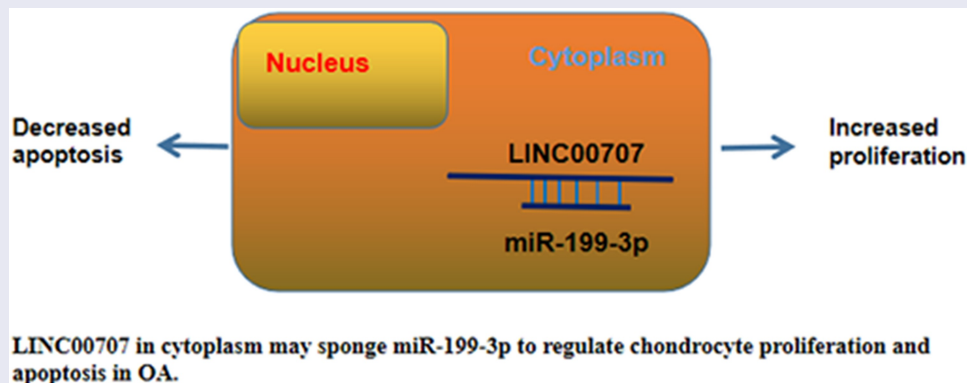 Nucleus
Cytoplasm
Decreased
apoptosis
LINC00707
miR-199-3p
Increased
proliferation
LINC00707 in cytoplasm may sponge miR-199-3p to regulate chondrocyte proliferation and
apoptosis in OA.